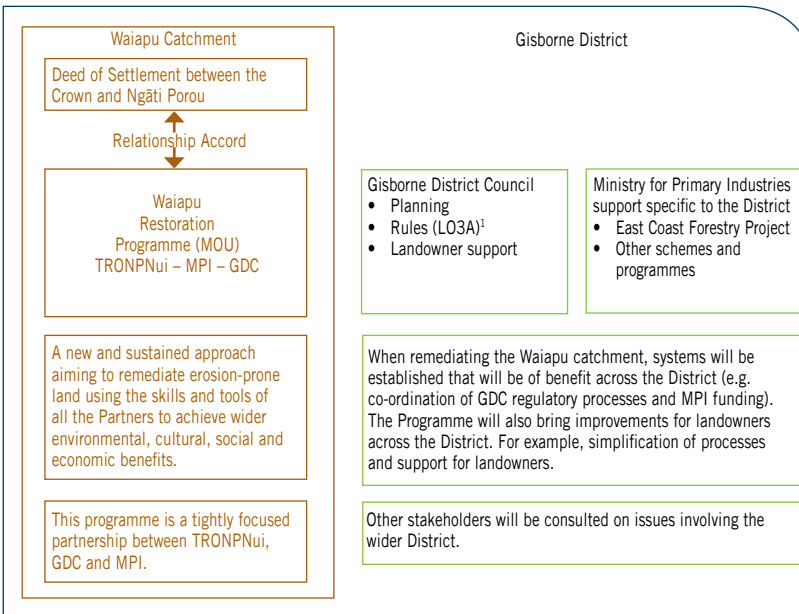 Waiapu Catchment
Deed of Settlement between the
Crown and Ngāti Porou
Relationship Accord
Waiapu
Restoration
Programme (MOU)
TRONPNui – MPI – GDC
A new and sustained approach
aiming to remediate erosion-prone
land using the skills and tools of
all the Partners to achieve wider
environmental, cultural, social and
economic benefits.
This programme is a tightly focused
partnership between TRONPNui,
GDC and MPI.
Gisborne District
Gisborne District Council
• Planning
• Rules (LO3A)¹
• Landowner support
Ministry for Primary Industries
support specific to the District
• East Coast Forestry Project
• Other schemes and
programmes
When remediating the Waiapu catchment, systems will be
established that will be of benefit across the District (e.g.
co-ordination of GDC regulatory processes and MPI funding).
The Programme will also bring improvements for landowners
across the District. For example, simplification of processes
and support for landowners.
Other stakeholders will be consulted on issues involving the
wider District.